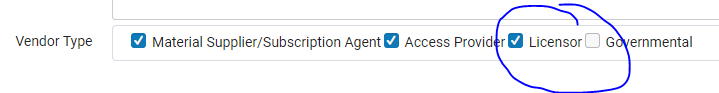 Vendor Type Material Supplier/Subscription Agent Access Provider Licensor Governmental